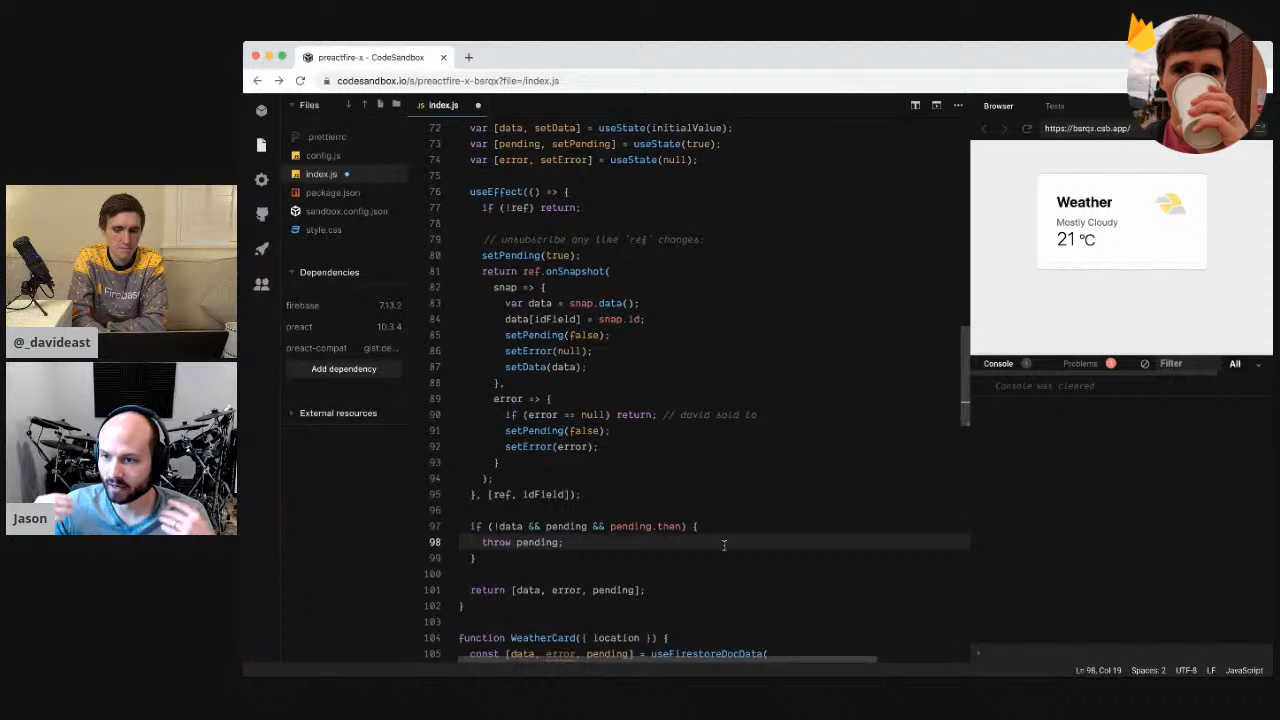 preactfire-x - CodeSandbox
codesandbox.io/s/preactfire-x-bsrqx?file=/index.js
Files
index.js
.prettierrc
config.js
index.js
package.json
sandbox.config.json
style.css
Dependencies
firebase 7.13.2
preact 10.3.4
preact-compat gist:de...
Add dependency
External resources
72 var [data, setData] = useState(initialValue);
73 var [pending, setPending] = useState(true);
74 var [error, setError] = useState(null);
75
76 useEffect(() => {
77 if (!ref) return;
78
79 // unsubscribe any time `ref` changes:
80 setPending(true);
81 return ref.onSnapshot(
82 snap => {
83 var data = snap.data();
84 data[idField] = snap.id;
85 setPending(false);
86 setError(null);
87 setData(data);
88 },
89 error => {
90 if (error == null) return; // david said to
91 setPending(false);
92 setError(error);
93 }
94 );
95 }, [ref, idField]);
96
97 if (!data && pending && pending.then) {
98 throw pending;
99 }
100
101 return [data, error, pending];
102 }
103
104 function WeatherCard({ location }) {
105 const [data, error, pending] = useFirestoreDocData(
Browser Tests
https://bsrqx.csb.app/
Weather
Mostly Cloudy
21 ℃
Console 0 Problems Filter All
Console was cleared
Ln 98, Col 19 Spaces: 2 UTF-8 LF JavaScript
Firebase
@_davideast
Jason